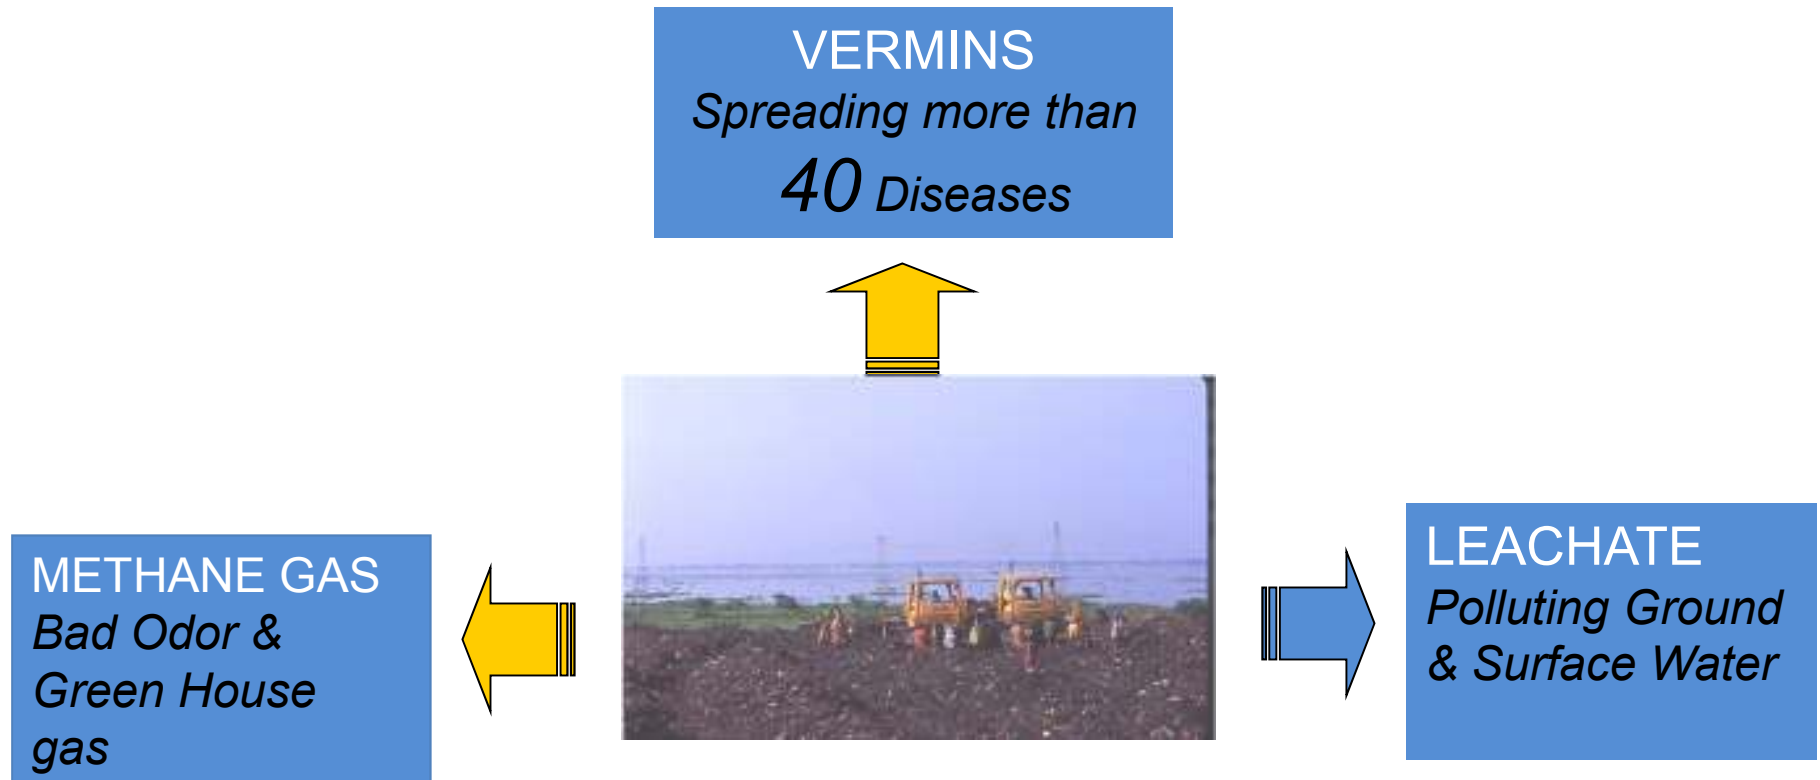 VERMINS
Spreading more than
40 Diseases
METHANE GAS
Bad Odor &
Green House
gas
LEACHATE
Polluting Ground
& Surface Water